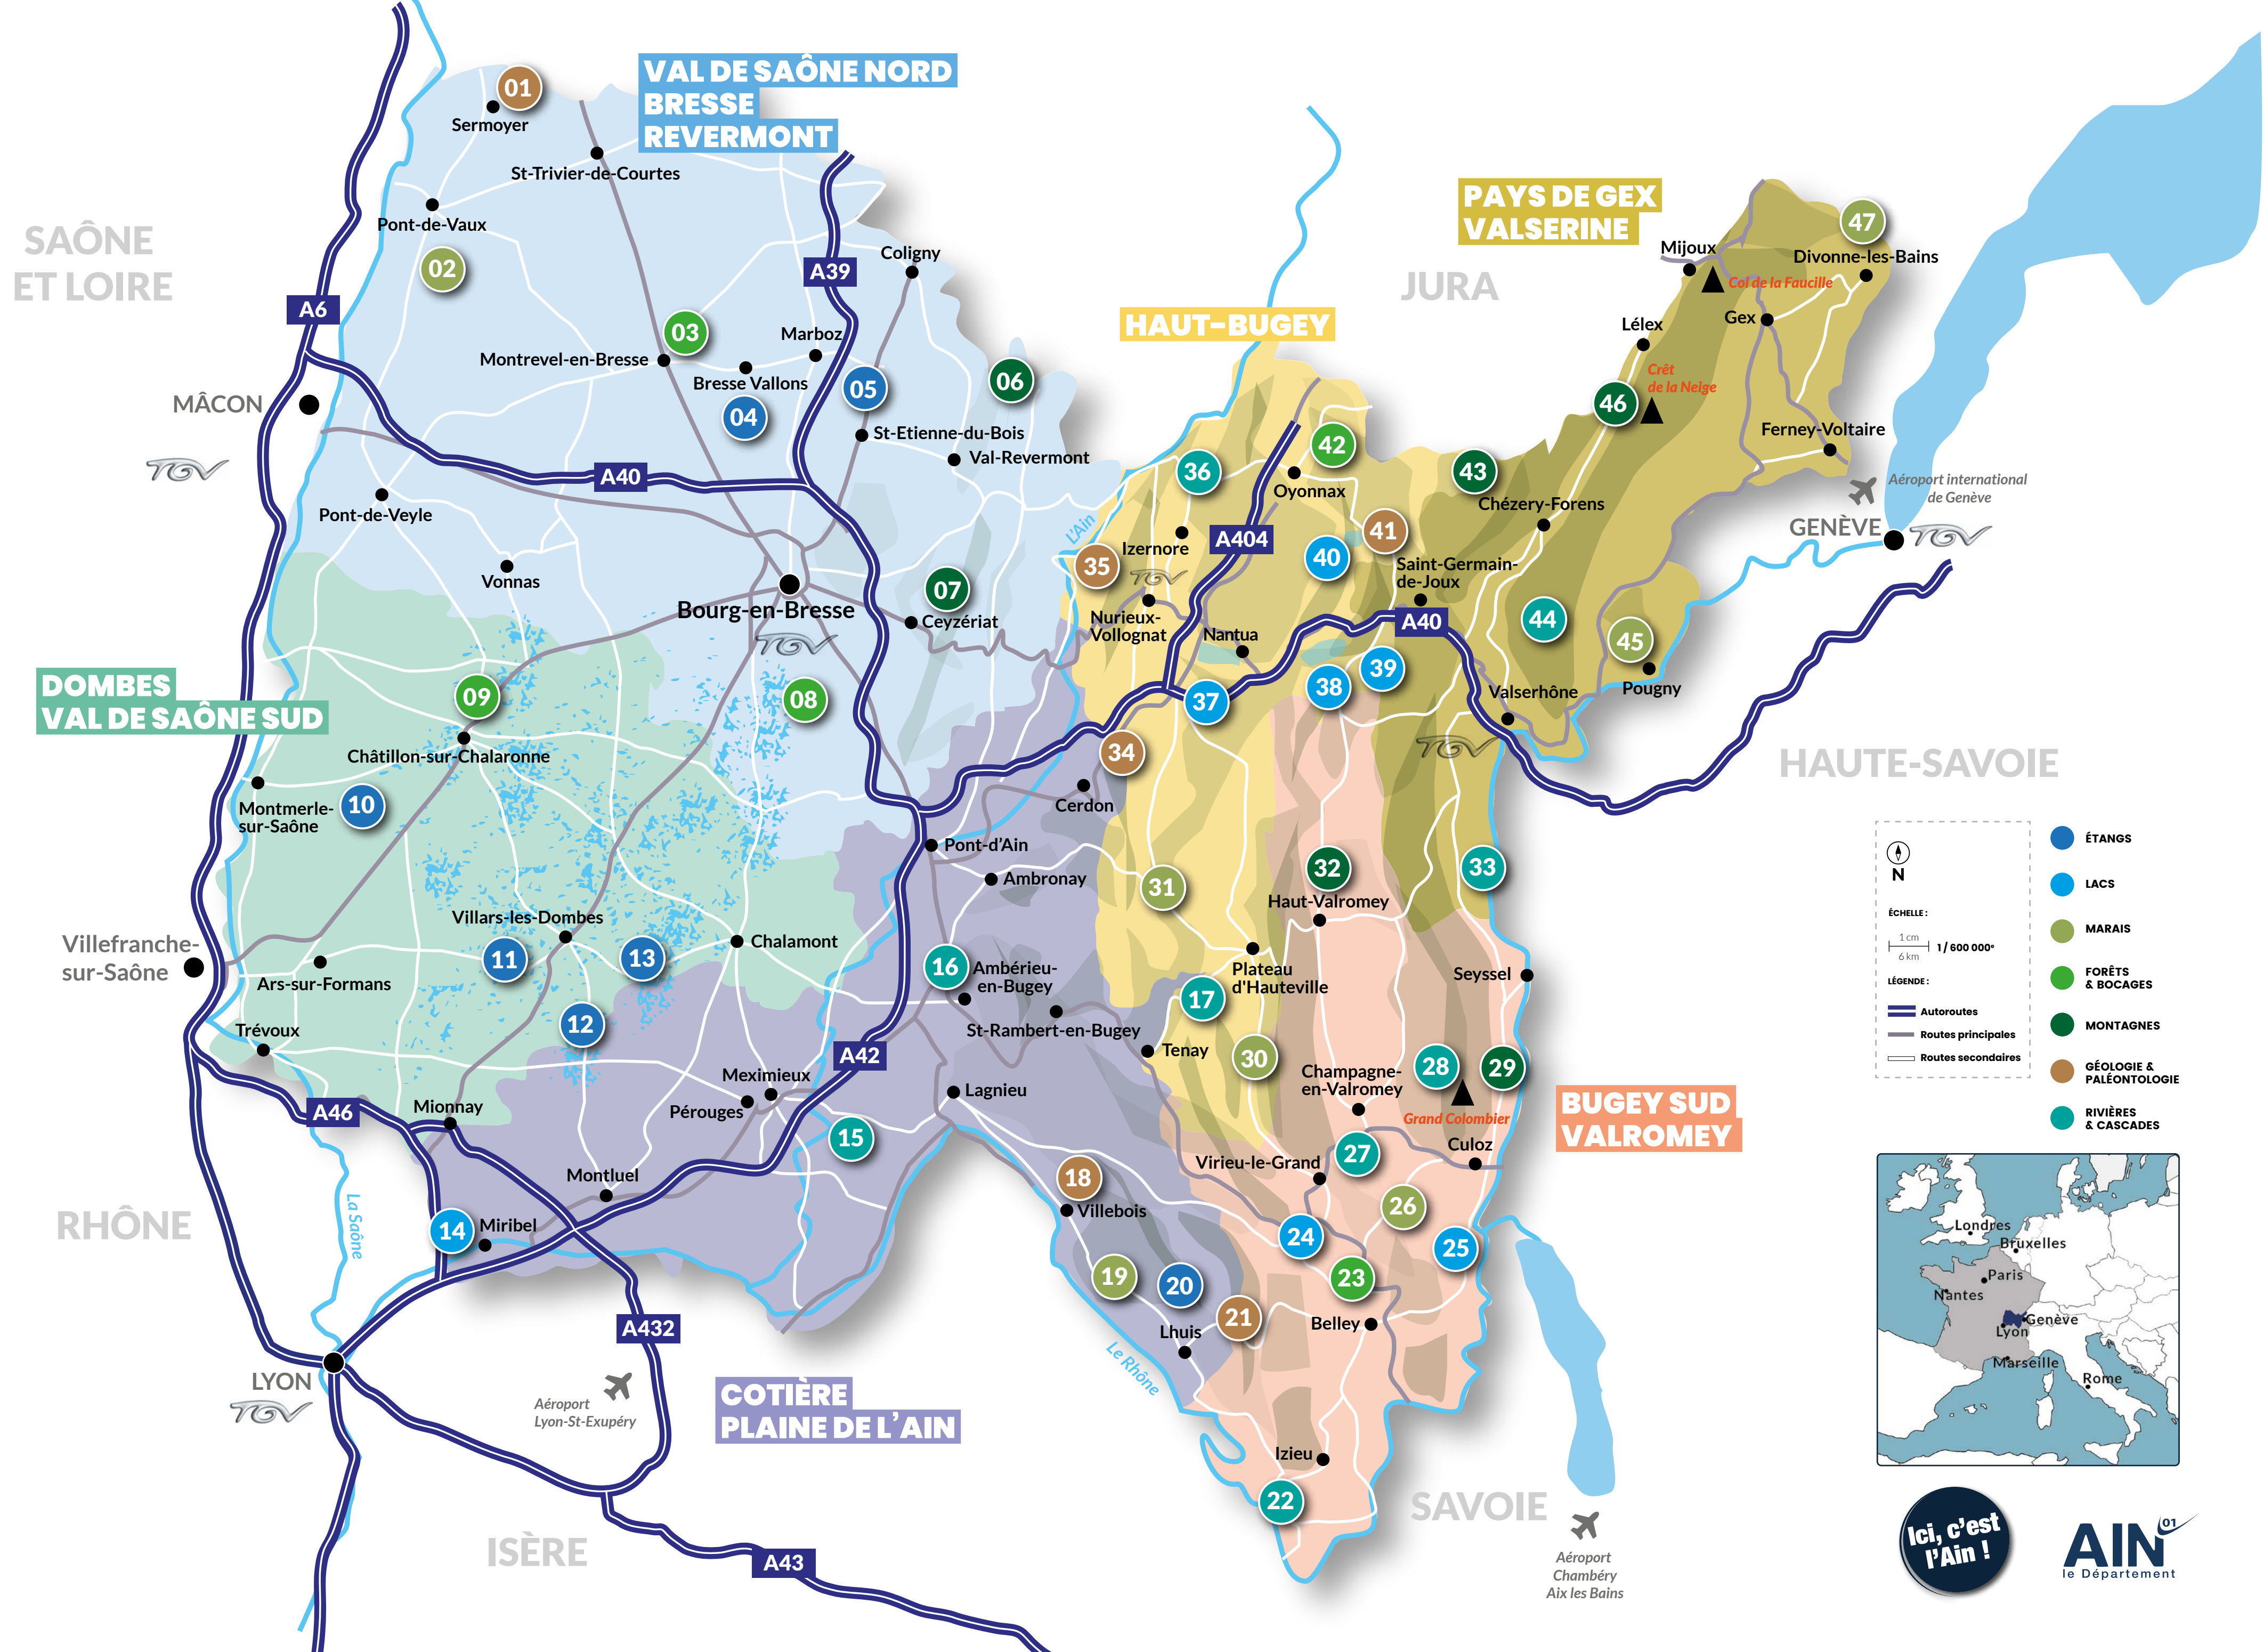 VAL DE SAÔNE NORD
BRESSE
REVERMONT
01
Sermoyer
St-Trivier-de-Courtes
Pont-de-Vaux
02
SAÔNE
ET LOIRE
A6
A39
Coligny
03
Marboz
Montrevel-en-Bresse
Bresse Vallons
04
05
06
MÂCON
TGV
St-Etienne-du-Bois
Val-Revermont
A40
Pont-de-Veyle
Vonnas
Bourg-en-Bresse
TGV
07
Ceyzériat
08
PAYS DE GEX
VALSERINE
47
Mijoux
Divonne-les-Bains
Col de la Faucille
JURA
Gex
Lélex
Crêt
de la Neige
46
Ferney-Voltaire
Aéroport international
de Genève
GENÈVE
TGV
HAUT-BUGEY
42
36
Oyonnax
43
Chézery-Forens
L'Ain
Izernore
A404
41
35
TGV
40
Saint-Germain-
de-Joux
Nurieux-
Vollognat
Nantua
A40
44
45
39
38
37
Valserhône
Pougny
TGV
34
Cerdon
HAUTE-SAVOIE
DOMBES
VAL DE SAÔNE SUD
09
Châtillon-sur-Chalaronne
Montmerle-
sur-Saône
10
Pont-d'Ain
Ambronay
31
32
33
Haut-Valromey
Villars-les-Dombes
11
13
Chalamont
Villefranche-
sur-Saône
Ars-sur-Formans
16
Ambérieu-
en-Bugey
Plateau
d'Hauteville
17
Seyssel
12
Trévoux
St-Rambert-en-Bugey
Tenay
30
A42
28
29
Champagne-
en-Valromey
Grand Colombier
Meximieux
Pérouges
Lagnieu
A46
Mionnay
15
BUGEY SUD
VALROMEY
Culoz
27
Virieu-le-Grand
18
Villebois
Montluel
RHÔNE
La Saône
14
Miribel
26
24
25
19
20
23
21
Lhuis
Belley
Le Rhône
A432
LYON
TGV
Aéroport
Lyon-St-Exupéry
COTIÈRE
PLAINE DE L'AIN
Izieu
22
SAVOIE
Aéroport
Chambéry
Aix les Bains
ISÈRE
A43
N
ÉCHELLE :
1 cm
6 km
1 / 600 000e
LÉGENDE :
Autoroutes
Routes principales
Routes secondaires
ÉTANGS
LACS
MARAIS
FORÊTS
& BOCAGES
MONTAGNES
GÉOLOGIE &
PALÉONTOLOGIE
RIVIÈRES
& CASCADES
Londres
Bruxelles
Paris
Nantes
Genève
Lyon
Marseille
Rome
Ici, c'est
l'Ain !
AIN 01
le Département